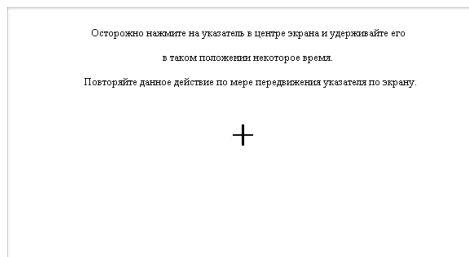 Осторожно нажмите на указатель в центре экрана и удерживайте его
в таком положении некоторое время.
Повторяйте данное действие по мере передвижения указателя по экрану.